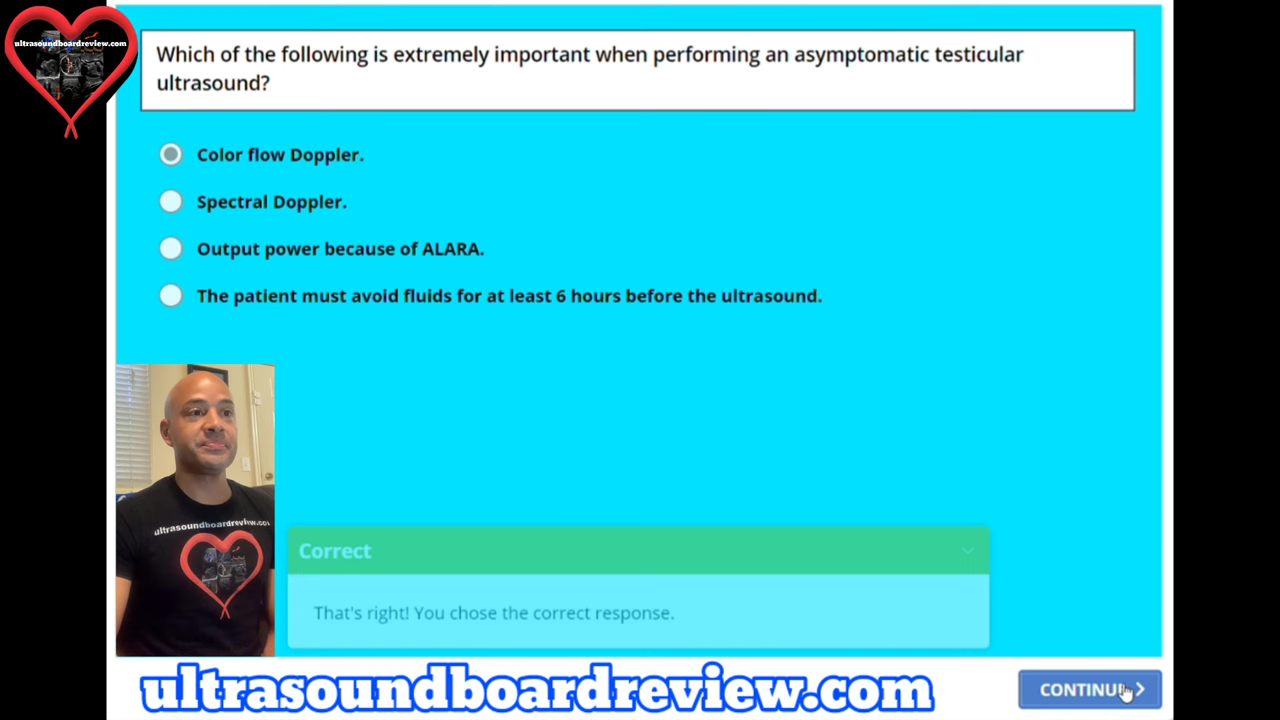 ultrasoundboardreview.com
Which of the following is extremely important when performing an asymptomatic testicular
ultrasound?
Color flow Doppler.
Spectral Doppler.
Output power because of ALARA.
The patient must avoid fluids for at least 6 hours before the ultrasound.
ultrasoundboardreview.com
Correct
That's right! You chose the correct response.
ultrasoundboardreview.com
CONTINUE